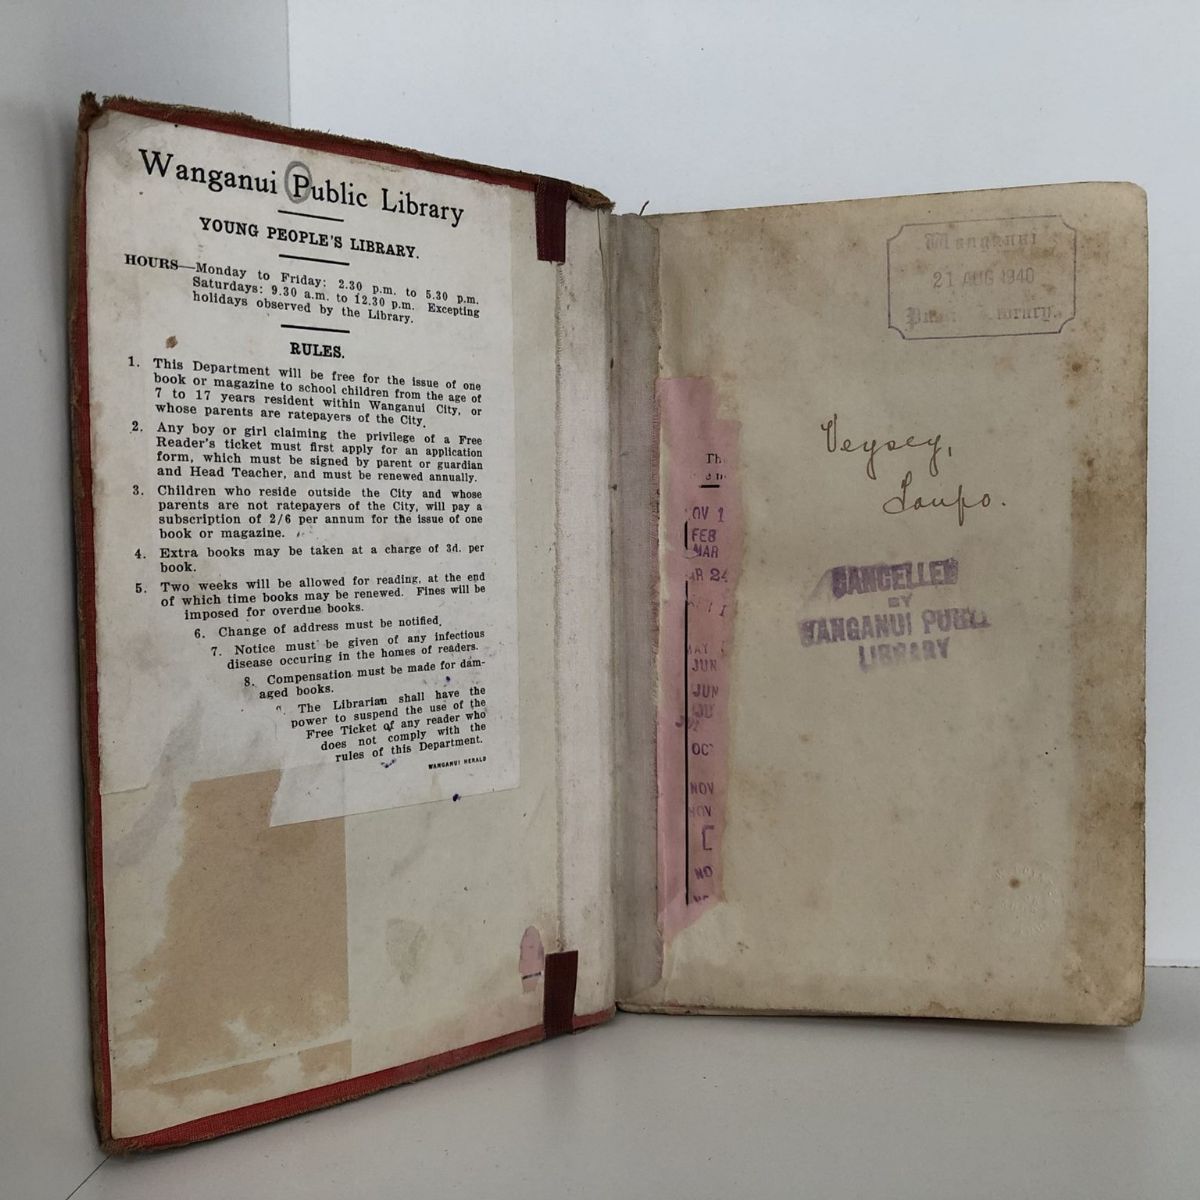 Wanganui Public Library
YOUNG PEOPLE'S LIBRARY.
HOURS—Monday to Friday: 2.30 p.m. to 5.30 p.m.
Saturdays: 9.30 a.m. to 12.30 p.m. Excepting
holidays observed by the Library.
RULES.
1. This Department will be free for the issue of one
book or magazine to school children from the age of
7 to 17 years resident within Wanganui City, or
whose parents are ratepayers of the City.
2. Any boy or girl claiming the privilege of a Free
Reader's ticket must first apply for an application
form, which must be signed by parent or guardian
and Head Teacher, and must be renewed annually.
3. Children who reside outside the City and whose
parents are not ratepayers of the City, will pay a
subscription of 2/6 per annum for the issue of one
book or magazine.
4. Extra books may be taken at a charge of 3d. per
book.
5. Two weeks will be allowed for reading, at the end
of which time books may be renewed. Fines will be
imposed for overdue books.
6. Change of address must be notified.
7. Notice must be given of any infectious
disease occuring in the homes of readers.
8. Compensation must be made for dam-
aged books.
The Librarian shall have the
power to suspend the use of the
Free Ticket of any reader who
does not comply with the
rules of this Department.
WANGANUI HERALD
Wanganui
21 AUG 1940
Library.
Veysey,
Taupo.
CANCELLED
BY
WANGANUI PUBL
LIBRARY
Th
OV 1
FEB
MAR
AR 24
MAY
JUN
JUN
OC
NOV
NOV
NO